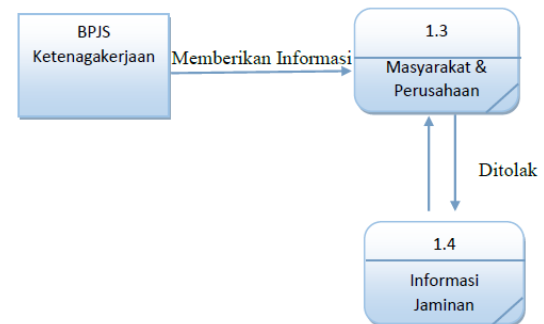 BPJS
Ketenagakerjaan
Memberikan Informasi
1.3
Masyarakat &
Perusahaan
Ditolak
1.4
Informasi
Jaminan